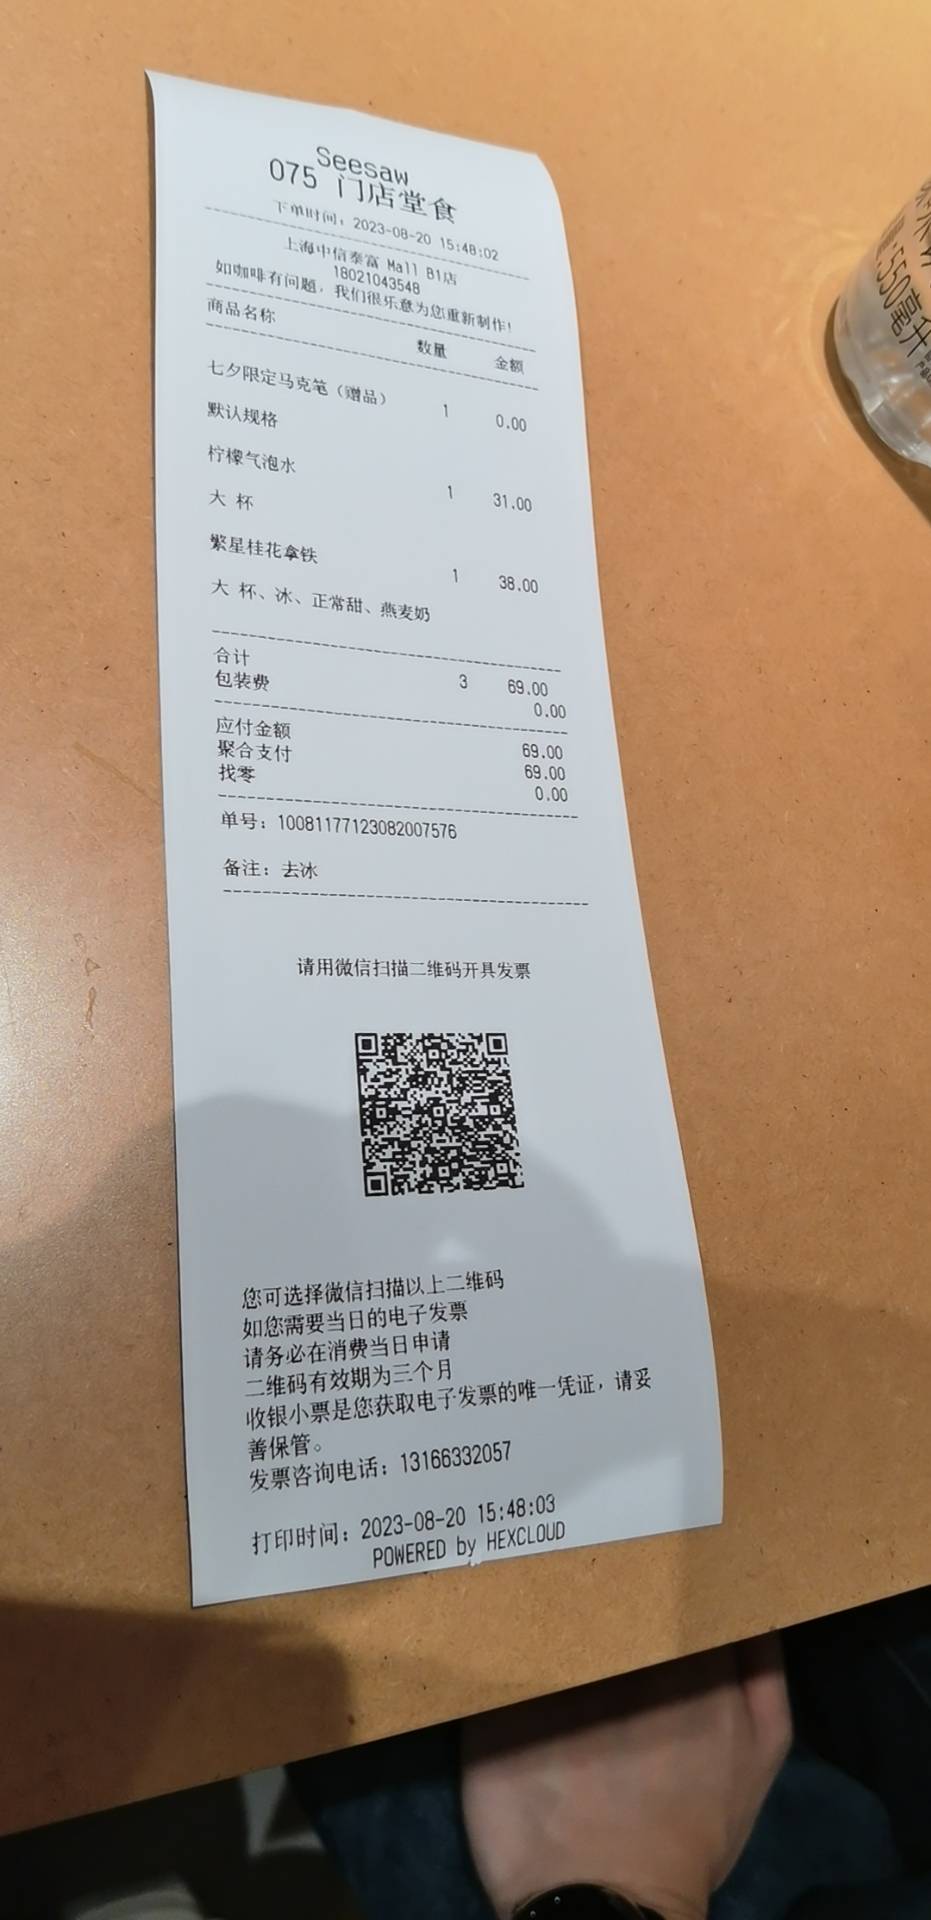 Seesaw
075 门店堂食
下单时间：2023-08-20 15:48:02
上海中信泰富 Mall B1店
18021043548
如咖啡有问题，我们很乐意为您重新制作！
商品名称 数量 金额
七夕限定马克笔（赠品） 1 0.00
默认规格
柠檬气泡水 1 31.00
大 杯
繁星桂花拿铁 1 38.00
大 杯、冰、正常甜、燕麦奶
合计 3 69.00
包装费 0.00
应付金额 69.00
聚合支付 69.00
找零 0.00
单号：10081177123082007576
备注：去冰
请用微信扫描二维码开具发票
您可选择微信扫描以上二维码
如您需要当日的电子发票
请务必在消费当日申请
二维码有效期为三个月
收银小票是您获取电子发票的唯一凭证，请妥
善保管。
发票咨询电话：13166332057
打印时间：2023-08-20 15:48:03
POWERED by HEXCLOUD
550毫升